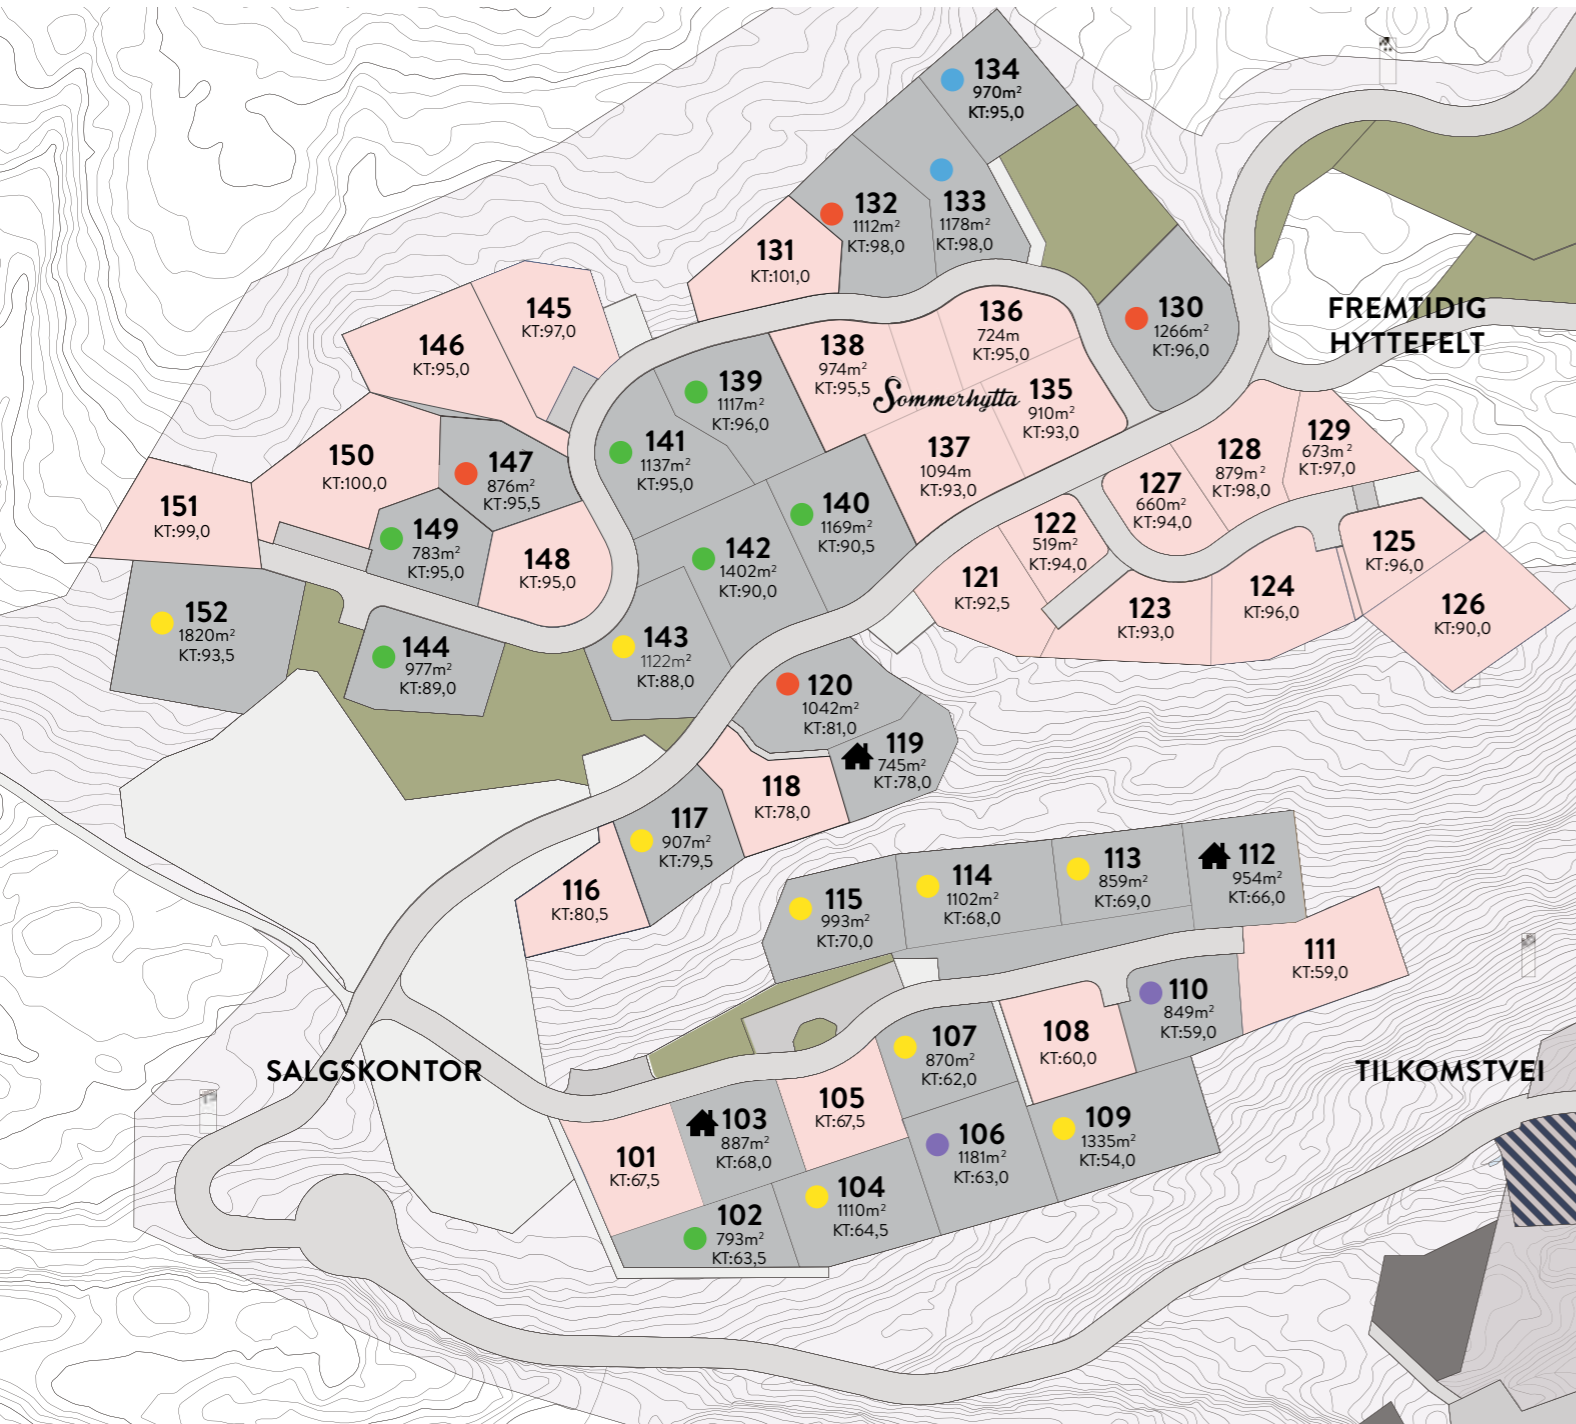 134
970m²
KT:95,0
132
1112m²
KT:98,0
133
1178m²
KT:98,0
131
KT:101,0
130
1266m²
KT:96,0
FREMTIDIG
HYTTEFELT
145
KT:97,0
146
KT:95,0
136
724m
KT:95,0
138
974m²
KT:95,5
Sommerhytta
135
910m²
KT:93,0
139
1117m²
KT:96,0
141
1137m²
KT:95,0
137
1094m
KT:93,0
129
673m²
KT:97,0
128
879m²
KT:98,0
127
660m²
KT:94,0
150
KT:100,0
147
876m²
KT:95,5
151
KT:99,0
149
783m²
KT:95,0
148
KT:95,0
140
1169m²
KT:90,5
142
1402m²
KT:90,0
122
519m²
KT:94,0
125
KT:96,0
121
KT:92,5
123
KT:93,0
124
KT:96,0
126
KT:90,0
152
1820m²
KT:93,5
144
977m²
KT:89,0
143
1122m²
KT:88,0
120
1042m²
KT:81,0
119
745m²
KT:78,0
118
KT:78,0
117
907m²
KT:79,5
116
KT:80,5
115
993m²
KT:70,0
114
1102m²
KT:68,0
113
859m²
KT:69,0
112
954m²
KT:66,0
111
KT:59,0
110
849m²
KT:59,0
108
KT:60,0
107
870m²
KT:62,0
SALGSKONTOR
TILKOMSTVEI
105
KT:67,5
103
887m²
KT:68,0
101
KT:67,5
106
1181m²
KT:63,0
109
1335m²
KT:54,0
104
1110m²
KT:64,5
102
793m²
KT:63,5